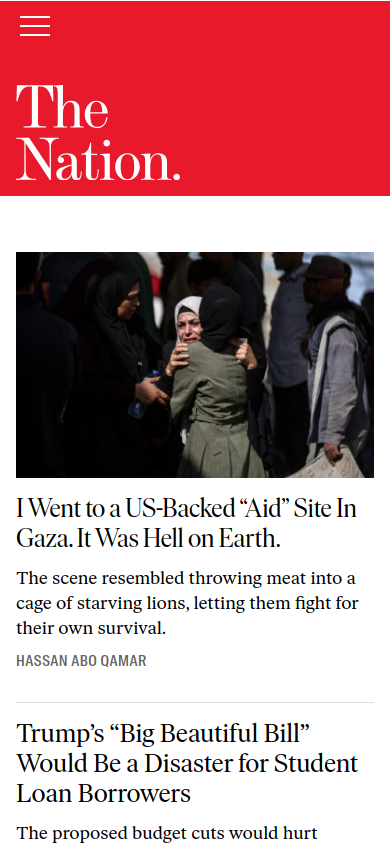 The
Nation.
I Went to a US-Backed “Aid” Site In
Gaza. It Was Hell on Earth.
The scene resembled throwing meat into a
cage of starving lions, letting them fight for
their own survival.
HASSAN ABO QAMAR
Trump’s “Big Beautiful Bill”
Would Be a Disaster for Student
Loan Borrowers
The proposed budget cuts would hurt